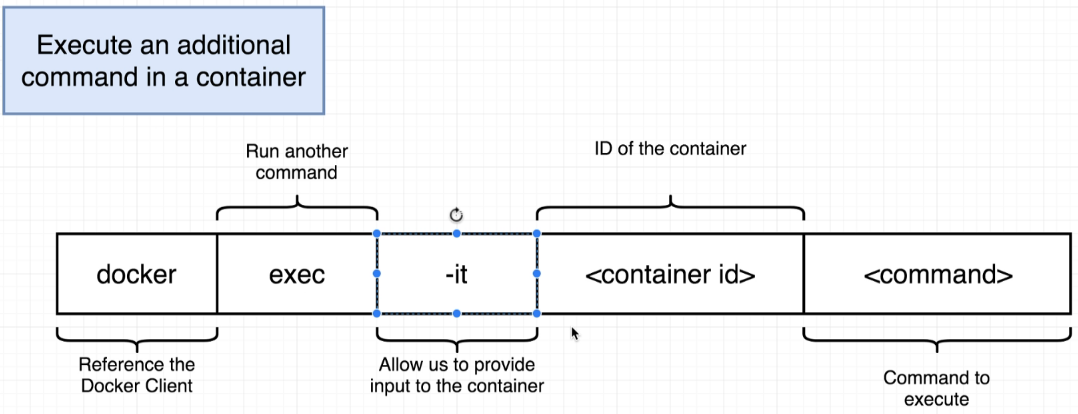 Execute an additional
command in a container
Run another
command
ID of the container
docker
exec
-it
<container id>
<command>
Reference the
Docker Client
Allow us to provide
input to the container
Command to
execute